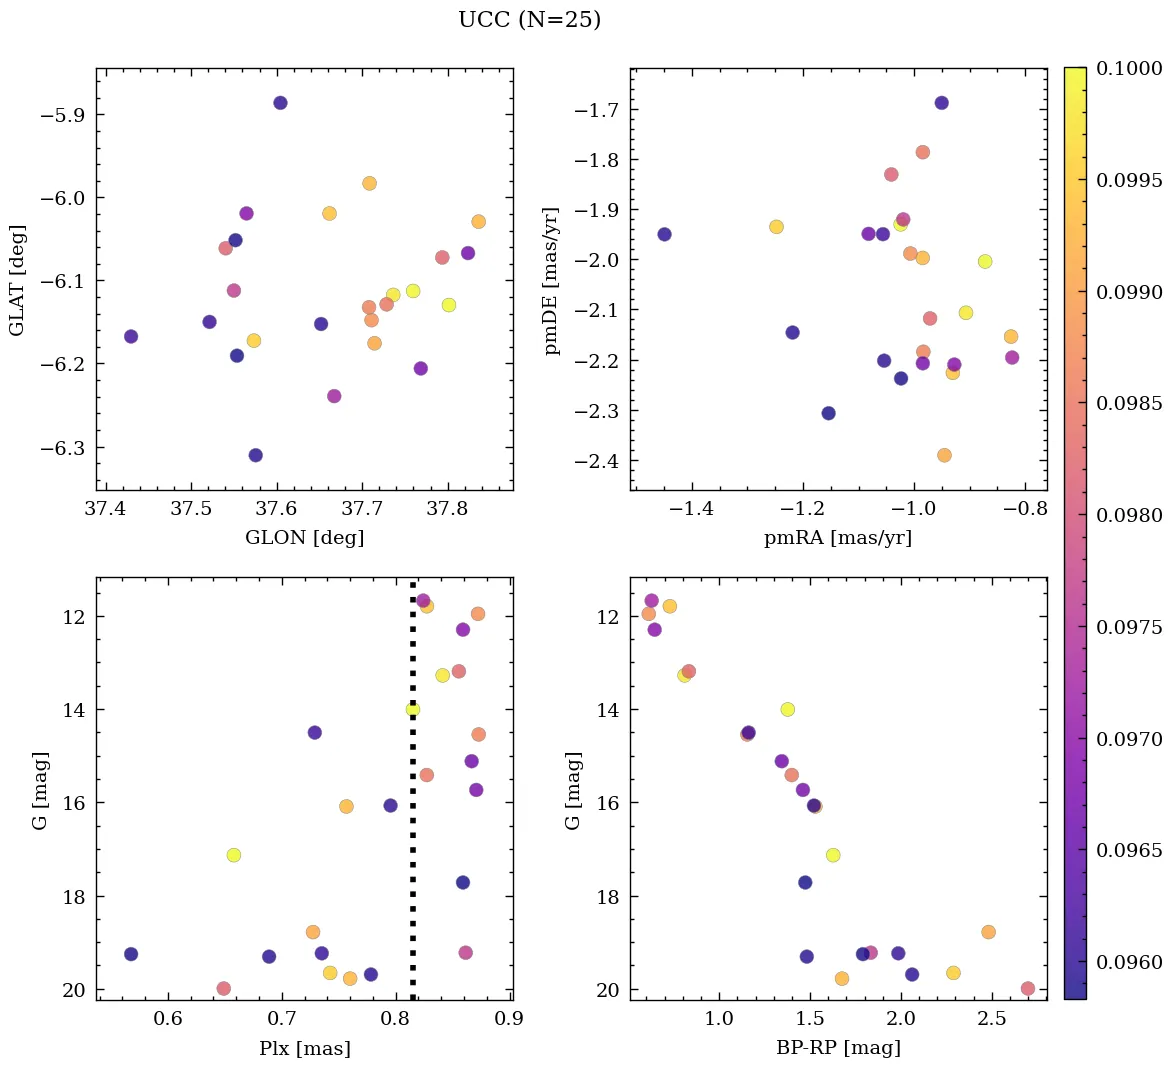 UCC (N=25)
−5.9
−6.0
−6.1
−6.2
−6.3
GLAT [deg]
37.4 37.5 37.6 37.7 37.8
GLON [deg]
−1.7
−1.8
−1.9
−2.0
−2.1
−2.2
−2.3
−2.4
pmDE [mas/yr]
−1.4 −1.2 −1.0 −0.8
pmRA [mas/yr]
12
14
16
18
20
G [mag]
0.6 0.7 0.8 0.9
Plx [mas]
12
14
16
18
20
G [mag]
1.0 1.5 2.0 2.5
BP-RP [mag]
0.1000
0.0995
0.0990
0.0985
0.0980
0.0975
0.0970
0.0965
0.0960